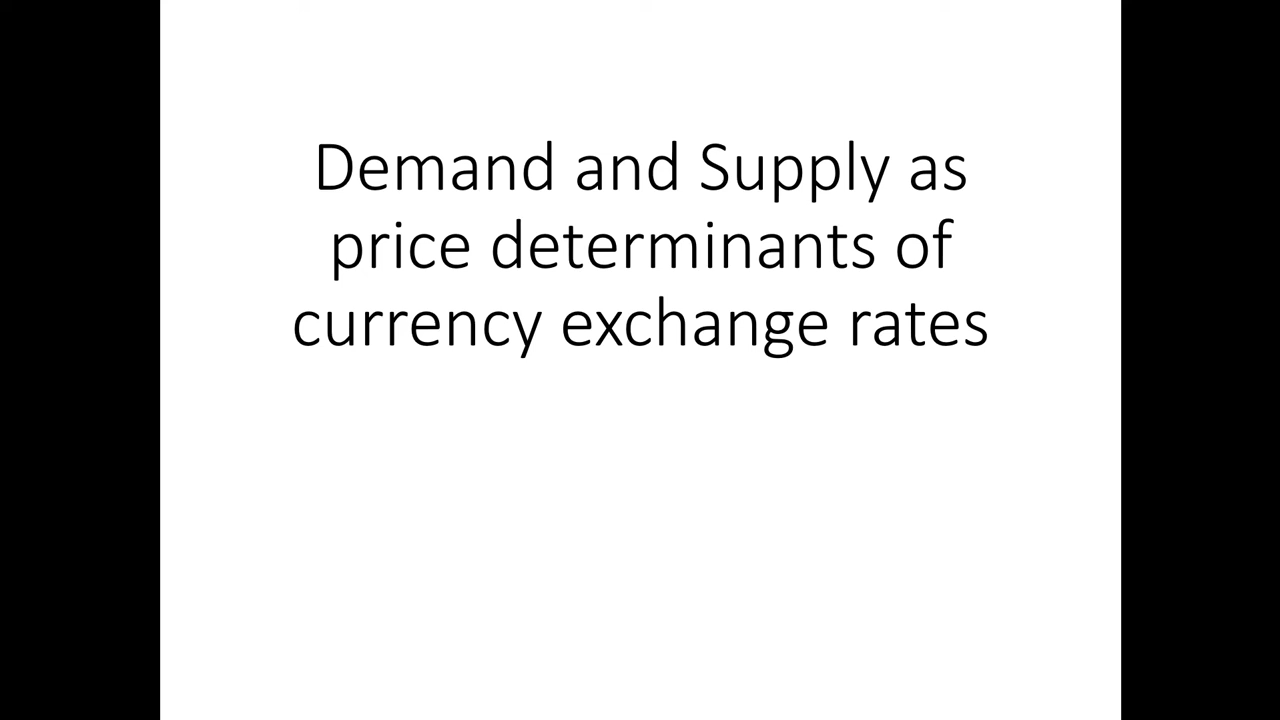 Demand and Supply as
price determinants of
currency exchange rates